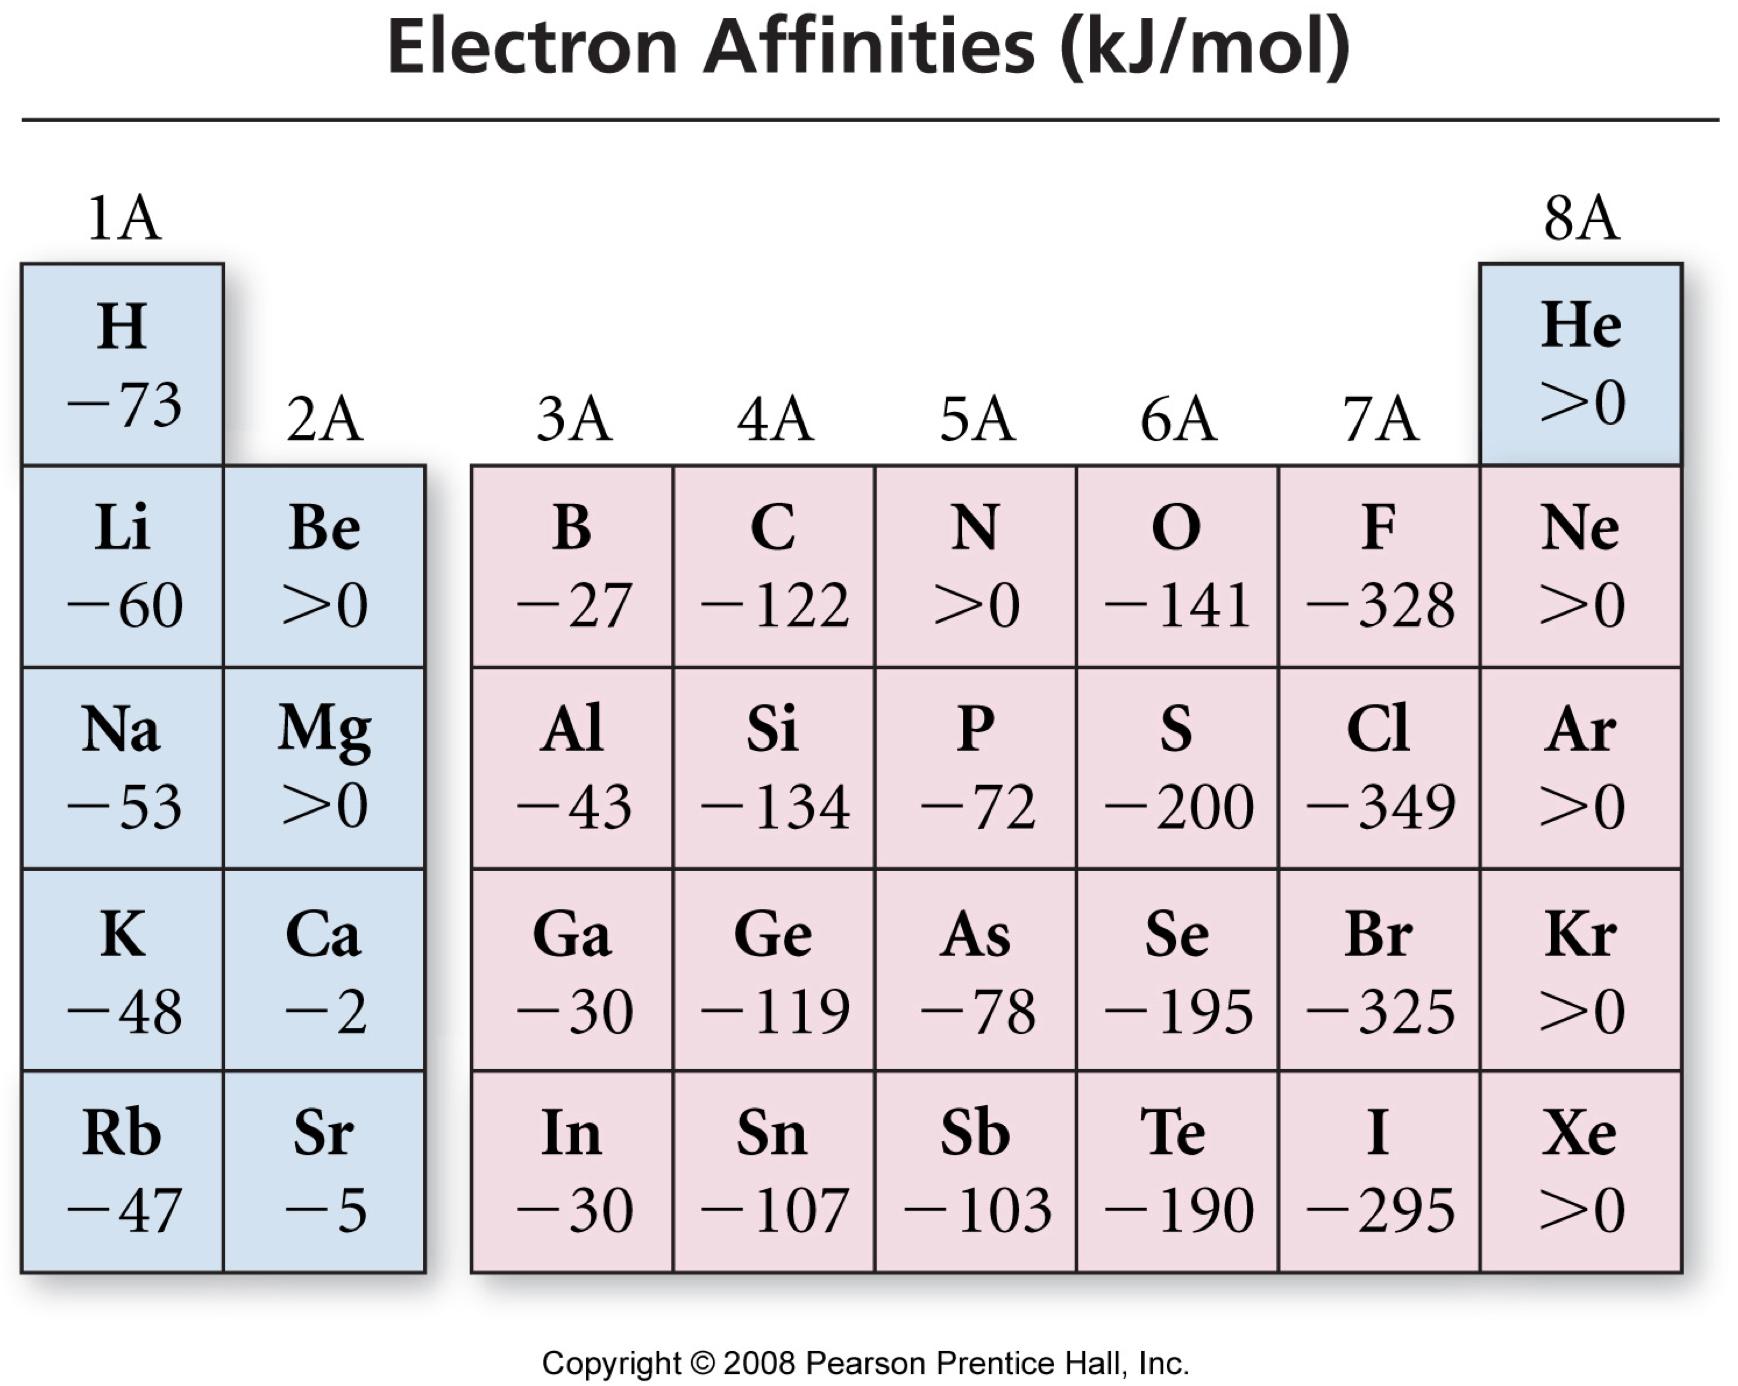 Electron Affinities (kJ/mol)
1A 8A
H He
−73 >0
2A 3A 4A 5A 6A 7A
Li Be B C N O F Ne
−60 >0 −27 −122 >0 −141 −328 >0
Na Mg Al Si P S Cl Ar
−53 >0 −43 −134 −72 −200 −349 >0
K Ca Ga Ge As Se Br Kr
−48 −2 −30 −119 −78 −195 −325 >0
Rb Sr In Sn Sb Te I Xe
−47 −5 −30 −107 −103 −190 −295 >0
Copyright © 2008 Pearson Prentice Hall, Inc.